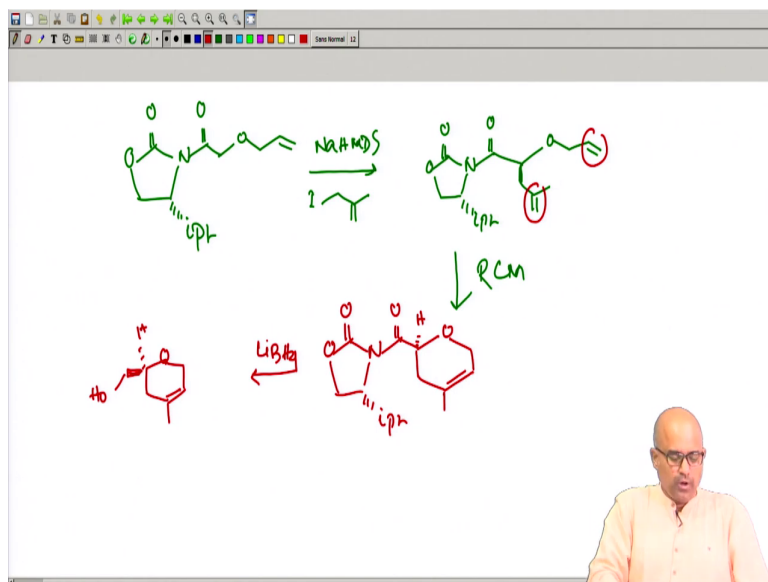 Sans Normal 12
O O O N O iPr
NaHMDS
I
O O O N O iPr
RCM
O O O N H O iPr
LiBH4
H O HO